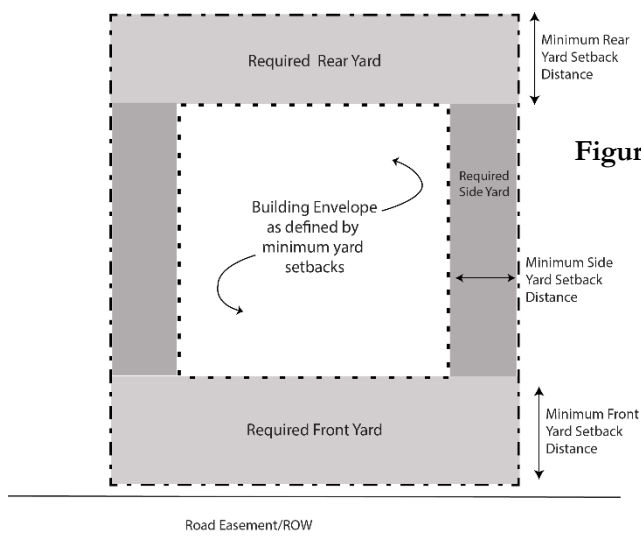 Minimum Rear
Yard Setback
Distance
Required Rear Yard
Figur
Required
Side Yard
Building Envelope
as defined by
minimum yard
setbacks
Minimum Side
Yard Setback
Distance
Minimum Front
Yard Setback
Distance
Required Front Yard
Road Easement/ROW